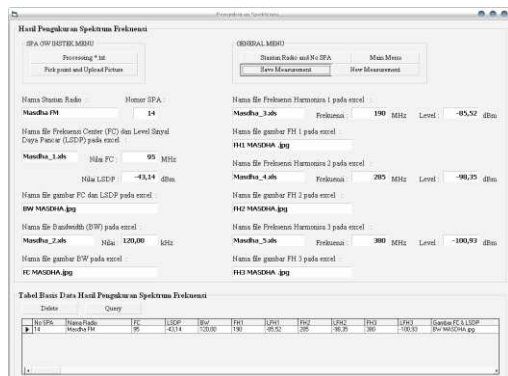 Pengukuran Spektrum
Hasil Pengukuran Spektrum Frekuensi
SPA GW INSTEK MENU
Processing *.txt
Pick point and Upload Picture
GENERAL MENU
Stasiun Radio and No SPA Main Menu
Save Measurement New Measurement
Nama Stasiun Radio : Nomor SPA :
Masdha FM 14
Nama file Frekuensi Center (FC) dan Level Sinyal
Daya Pancar (LSDP) pada excel :
Masdha_1.xls Nilai FC : 95 MHz
Nilai LSDP : -43,14 dBm
Nama file gambar FC dan LSDP pada excel :
BW MASDHA.jpg
Nama file Bandwidth (BW) pada excel :
Masdha_2.xls Nilai 120,00 kHz
Nama file gambar BW pada excel :
FC MASDHA.jpg
Nama file Frekuensi Harmonisa 1 pada excel :
Masdha_3.xls Frekuensi : 190 MHz Level : -85,52 dBm
Nama file gambar FH 1 pada excel :
FH1 MASDHA.jpg
Nama file Frekuensi Harmonisa 2 pada excel :
Masdha_4.xls Frekuensi : 285 MHz Level : -98,35 dBm
Nama file gambar FH 2 pada excel :
FH2 MASDHA.jpg
Nama file Frekuensi Harmonisa 3 pada excel :
Masdha_5.xls Frekuensi : 380 MHz Level : -100,93 dBm
Nama file gambar FH 3 pada excel :
FH3 MASDHA.jpg
Tabel Basis Data Hasil Pengukuran Spektrum Frekuensi
Delete Query
No SPA Nama Radio FC LSDP BW FH1 LFH1 FH2 LFH2 FH3 LFH3 Gambar FC & LSDP
14 Masdha FM 95 -43,14 120,00 190 -85,52 285 -98,35 380 -100,93 BW MASDHA.jpg